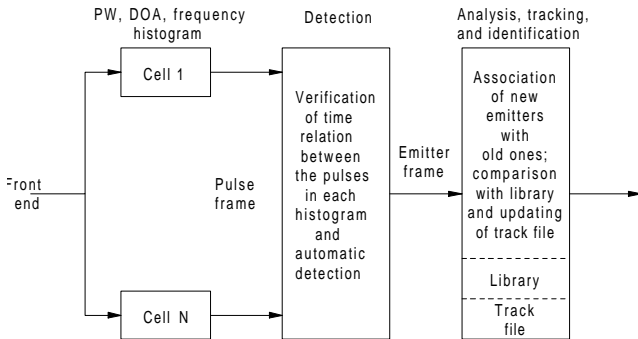 PW, DOA, frequency
histogram
Detection
Analysis, tracking,
and identification
Cell 1
Verification
of time
relation
between
the pulses
in each
histogram
and
automatic
detection
Association
of new
emitters
with
old ones;
comparison
with library
and updating
of track file
Front
end
Pulse
frame
Emitter
frame
Library
Cell N
Track
file